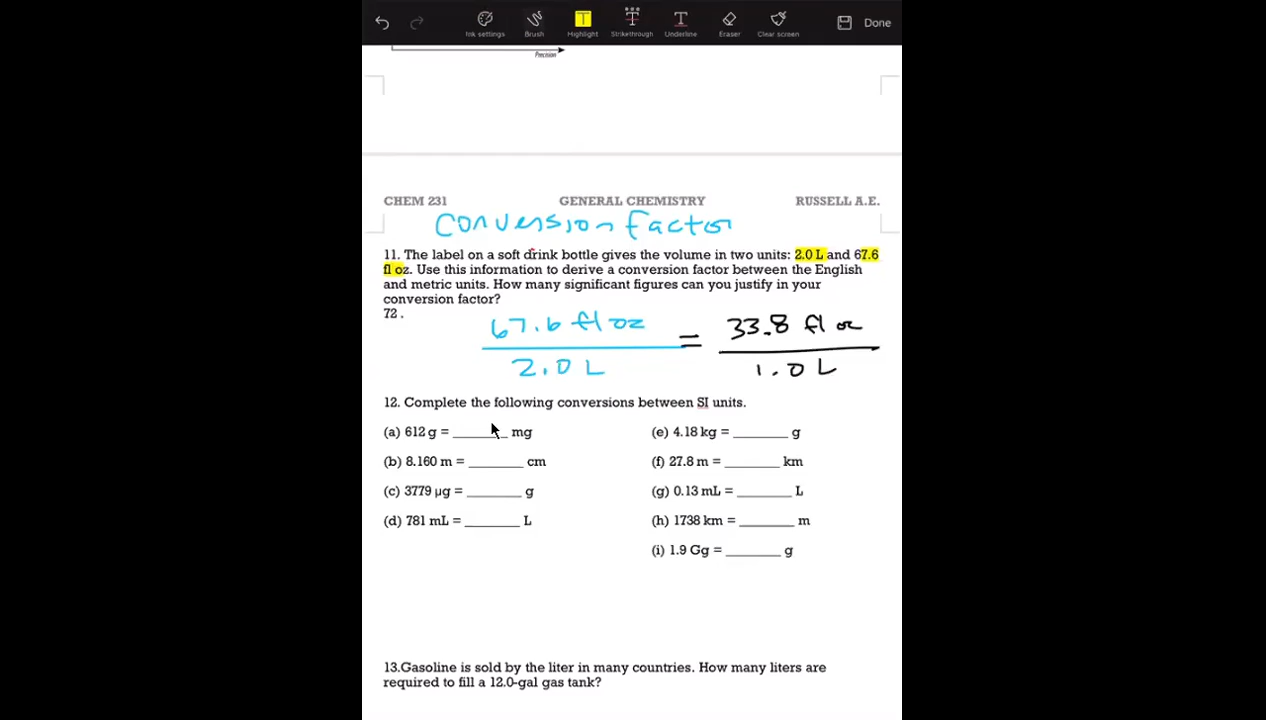 Ink settings Brush Highlight Strikethrough Underline Eraser Clear screen Done
Precision
CHEM 231 GENERAL CHEMISTRY RUSSELL A.E.
Conversion Factor
11. The label on a soft drink bottle gives the volume in two units: 2.0 L and 67.6
fl oz. Use this information to derive a conversion factor between the English
and metric units. How many significant figures can you justify in your
conversion factor?
72 .
67.6 fl oz = 33.8 fl oz
2.0 L 1.0 L
12. Complete the following conversions between SI units.
(a) 612 g = ________ mg (e) 4.18 kg = ________ g
(b) 8.160 m = ________ cm (f) 27.8 m = ________ km
(c) 3779 µg = ________ g (g) 0.13 mL = ________ L
(d) 781 mL = ________ L (h) 1738 km = ________ m
(i) 1.9 Gg = ________ g
13.Gasoline is sold by the liter in many countries. How many liters are
required to fill a 12.0-gal gas tank?